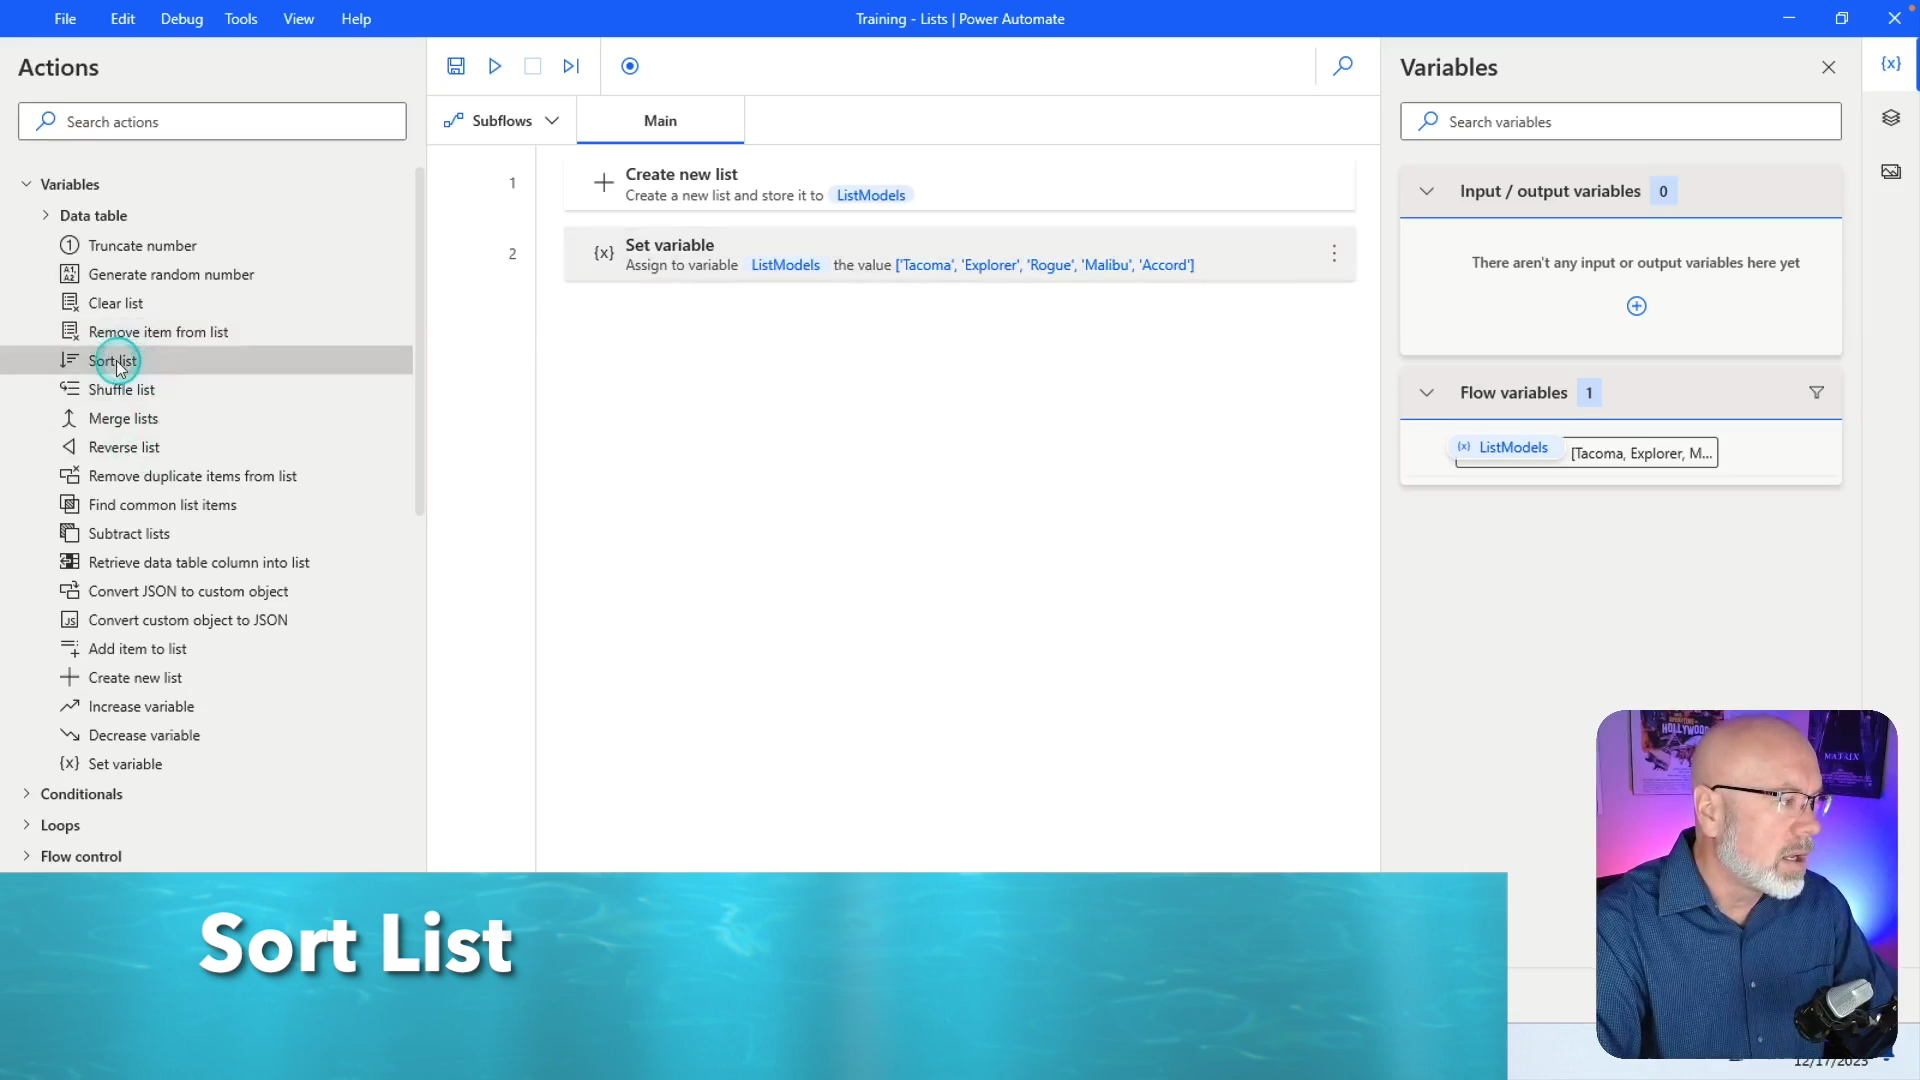 File Edit Debug Tools View Help
Training - Lists | Power Automate
Actions
Search actions
Variables
Data table
Truncate number
Generate random number
Clear list
Remove item from list
Sort list
Shuffle list
Merge lists
Reverse list
Remove duplicate items from list
Find common list items
Subtract lists
Retrieve data table column into list
Convert JSON to custom object
Convert custom object to JSON
Add item to list
Create new list
Increase variable
Decrease variable
{x} Set variable
Conditionals
Loops
Flow control
Subflows Main
1 Create new list
Create a new list and store it to ListModels
2 {x} Set variable
Assign to variable ListModels the value ['Tacoma', 'Explorer', 'Rogue', 'Malibu', 'Accord']
Variables
{x}
Search variables
Input / output variables 0
There aren't any input or output variables here yet
Flow variables 1
(x) ListModels [Tacoma, Explorer, M...
HOLLYWOOD
MATRIX
Sort List
12/17/2023